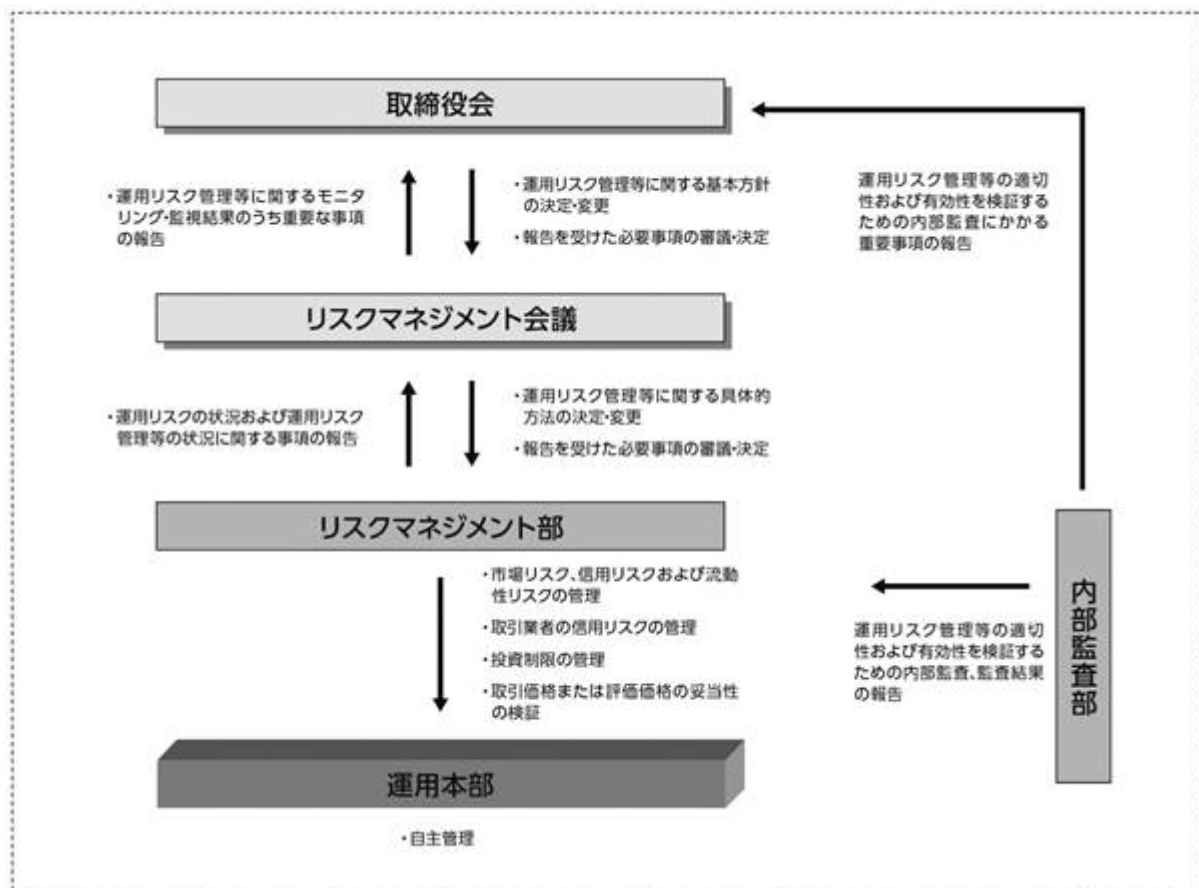 取締役会
・運用リスク管理等に関するモニタ
リング・監視結果のうち重要な事項
の報告
・運用リスク管理等に関する基本方針
の決定・変更
・報告を受けた必要事項の審議・決定
運用リスク管理等の適切
性および有効性を検証す
るための内部監査にかかる
重要事項の報告
リスクマネジメント会議
・運用リスクの状況および運用リスク
管理等の状況に関する事項の報告
・運用リスク管理等に関する具体的
方法の決定・変更
・報告を受けた必要事項の審議・決定
リスクマネジメント部
・市場リスク、信用リスクおよび流動
性リスクの管理
・取引業者の信用リスクの管理
・投資制限の管理
・取引価格または評価価格の妥当性
の検証
運用リスク管理等の適切
性および有効性を検証する
ための内部監査、監査結果
の報告
内部監査部
運用本部
・自主管理